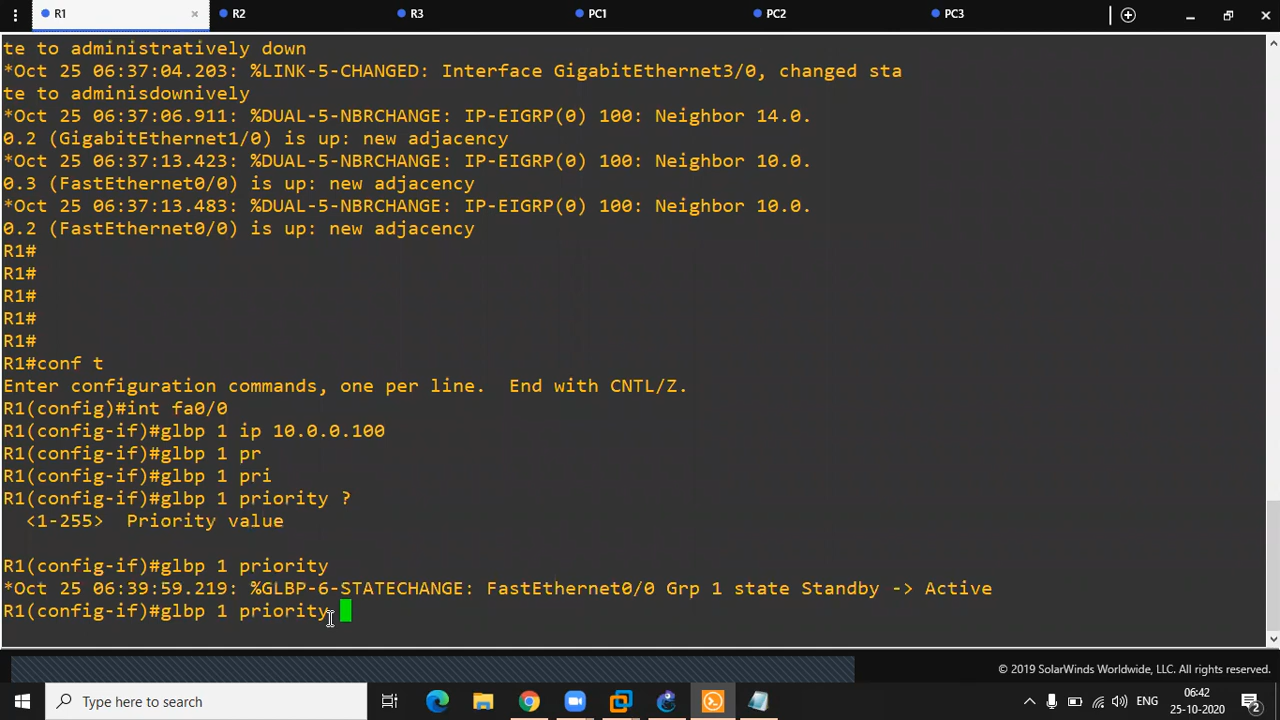 R1
R2
R3
PC1
PC2
PC3
te to administratively down
*Oct 25 06:37:04.203: %LINK-5-CHANGED: Interface GigabitEthernet3/0, changed sta
te to adminisdownively
*Oct 25 06:37:06.911: %DUAL-5-NBRCHANGE: IP-EIGRP(0) 100: Neighbor 14.0.
0.2 (GigabitEthernet1/0) is up: new adjacency
*Oct 25 06:37:13.423: %DUAL-5-NBRCHANGE: IP-EIGRP(0) 100: Neighbor 10.0.
0.3 (FastEthernet0/0) is up: new adjacency
*Oct 25 06:37:13.483: %DUAL-5-NBRCHANGE: IP-EIGRP(0) 100: Neighbor 10.0.
0.2 (FastEthernet0/0) is up: new adjacency
R1#
R1#
R1#
R1#
R1#
R1#conf t
Enter configuration commands, one per line.  End with CNTL/Z.
R1(config)#int fa0/0
R1(config-if)#glbp 1 ip 10.0.0.100
R1(config-if)#glbp 1 pr
R1(config-if)#glbp 1 pri
R1(config-if)#glbp 1 priority ?
<1-255>  Priority value
R1(config-if)#glbp 1 priority
*Oct 25 06:39:59.219: %GLBP-6-STATECHANGE: FastEthernet0/0 Grp 1 state Standby -> Active
R1(config-if)#glbp 1 priority
© 2019 SolarWinds Worldwide, LLC. All rights reserved.
Type here to search
ENG
06:42
25-10-2020
2